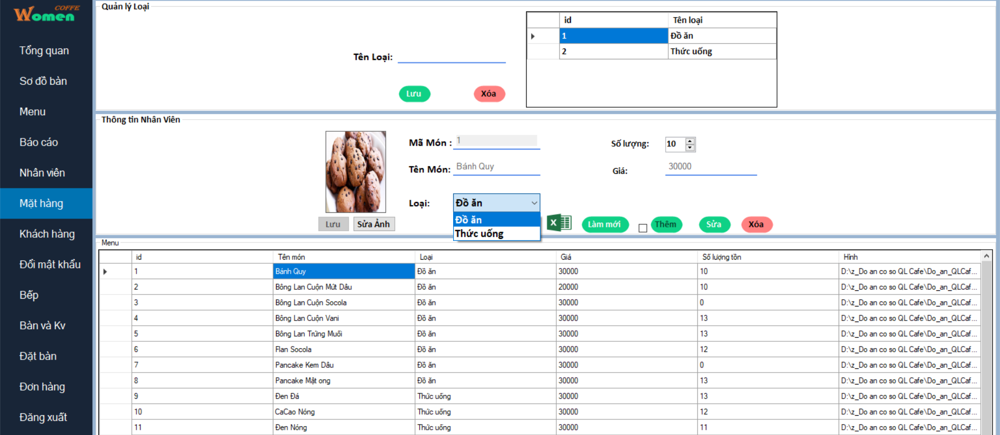 COFFE
Women
Tổng quan
Sơ đồ bàn
Menu
Báo cáo
Nhân viên
Mặt hàng
Khách hàng
Đổi mật khẩu
Bếp
Bàn và Kv
Đặt bàn
Đơn hàng
Đăng xuất
Quản lý Loại
Tên Loại:
Lưu Xóa
id Tên loại
1 Đồ ăn
2 Thức uống
Thông tin Nhân Viên
Mã Món : 1
Số lượng: 10
Tên Món: Bánh Quy
Giá: 30000
Loại: Đồ ăn
Đồ ăn
Thức uống
Lưu Sửa Ảnh
X Làm mới Thêm Sửa Xóa
Menu
id Tên món Loại Giá Số lượng tồn Hình
1 Bánh Quy Đồ ăn 30000 10 D:\z_Do an co so QL Cafe\Do_an_QLCaf...
2 Bông Lan Cuộn Mứt Dâu Đồ ăn 20000 10 D:\z_Do an co so QL Cafe\Do_an_QLCaf...
3 Bông Lan Cuộn Socola Đồ ăn 30000 0 D:\z_Do an co so QL Cafe\Do_an_QLCaf...
4 Bông Lan Cuộn Vani Đồ ăn 30000 13 D:\z_Do an co so QL Cafe\Do_an_QLCaf...
5 Bông Lan Trứng Muối Đồ ăn 30000 13 D:\z_Do an co so QL Cafe\Do_an_QLCaf...
6 Flan Socola Đồ ăn 30000 12 D:\z_Do an co so QL Cafe\Do_an_QLCaf...
7 Pancake Kem Dâu Đồ ăn 30000 0 D:\z_Do an co so QL Cafe\Do_an_QLCaf...
8 Pancake Mật ong Đồ ăn 30000 13 D:\z_Do an co so QL Cafe\Do_an_QLCaf...
9 Đen Đá Thức uống 30000 13 D:\z_Do an co so QL Cafe\Do_an_QLCaf...
10 CaCao Nóng Thức uống 30000 12 D:\z_Do an co so QL Cafe\Do_an_QLCaf...
11 Đen Nóng Thức uống 30000 11 D:\z_Do an co so QL Cafe\Do_an_QLCaf...